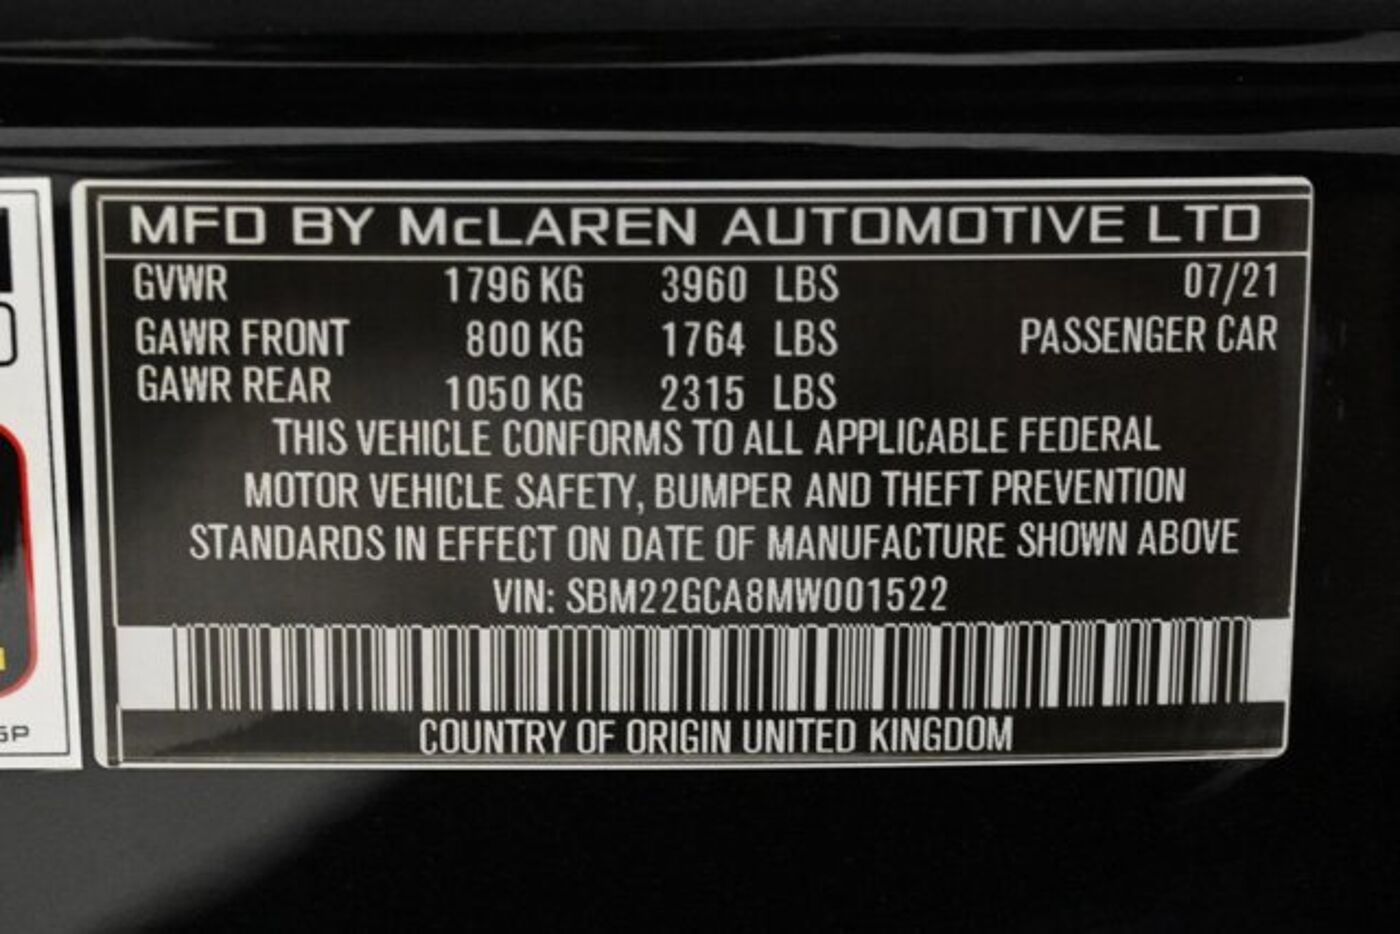 MFD BY McLAREN AUTOMOTIVE LTD
GVWR 1796 KG 3960 LBS 07/21
GAWR FRONT 800 KG 1764 LBS PASSENGER CAR
GAWR REAR 1050 KG 2315 LBS
THIS VEHICLE CONFORMS TO ALL APPLICABLE FEDERAL
MOTOR VEHICLE SAFETY, BUMPER AND THEFT PREVENTION
STANDARDS IN EFFECT ON DATE OF MANUFACTURE SHOWN ABOVE
VIN: SBM22GCA8MW001522
COUNTRY OF ORIGIN UNITED KINGDOM